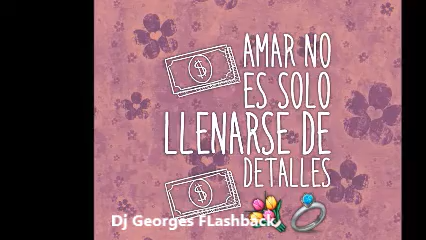 AMAR NO
ES SOLO
LLENARSE DE
DETALLES
Dj Georges FLashback